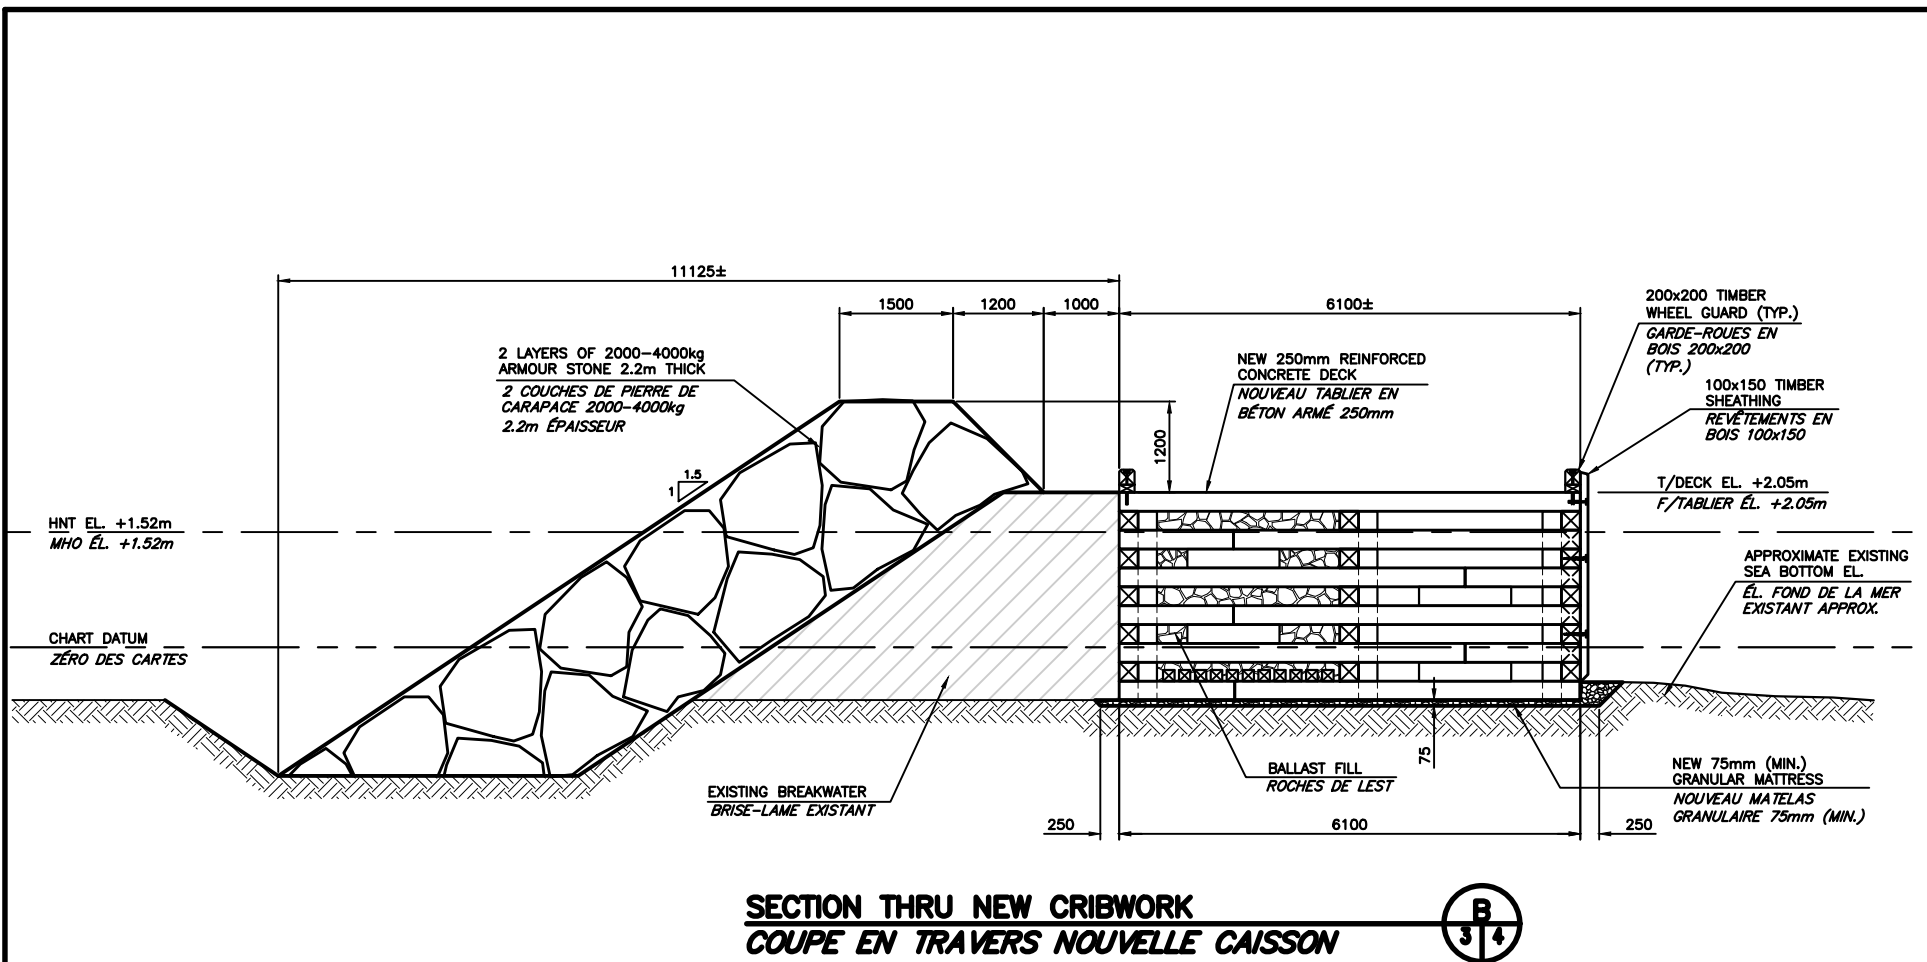 11125±
1500
1200
1000
6100±
200x200 TIMBER
WHEEL GUARD (TYP.)
GARDE-ROUES EN
BOIS 200x200
(TYP.)
2 LAYERS OF 2000-4000kg
ARMOUR STONE 2.2m THICK
2 COUCHES DE PIERRE DE
CARAPACE 2000-4000kg
2.2m ÉPAISSEUR
NEW 250mm REINFORCED
CONCRETE DECK
NOUVEAU TABLIER EN
BÉTON ARMÉ 250mm
100x150 TIMBER
SHEATHING
REVÊTEMENTS EN
BOIS 100x150
1200
1.5
1
T/DECK EL. +2.05m
F/TABLIER ÉL. +2.05m
HNT EL. +1.52m
MHO ÉL. +1.52m
APPROXIMATE EXISTING
SEA BOTTOM EL.
ÉL. FOND DE LA MER
EXISTANT APPROX.
CHART DATUM
ZÉRO DES CARTES
75
EXISTING BREAKWATER
BRISE-LAME EXISTANT
BALLAST FILL
ROCHES DE LEST
NEW 75mm (MIN.)
GRANULAR MATTRESS
NOUVEAU MATELAS
GRANULAIRE 75mm (MIN.)
250
6100
250
SECTION THRU NEW CRIBWORK
COUPE EN TRAVERS NOUVELLE CAISSON
B
3 4